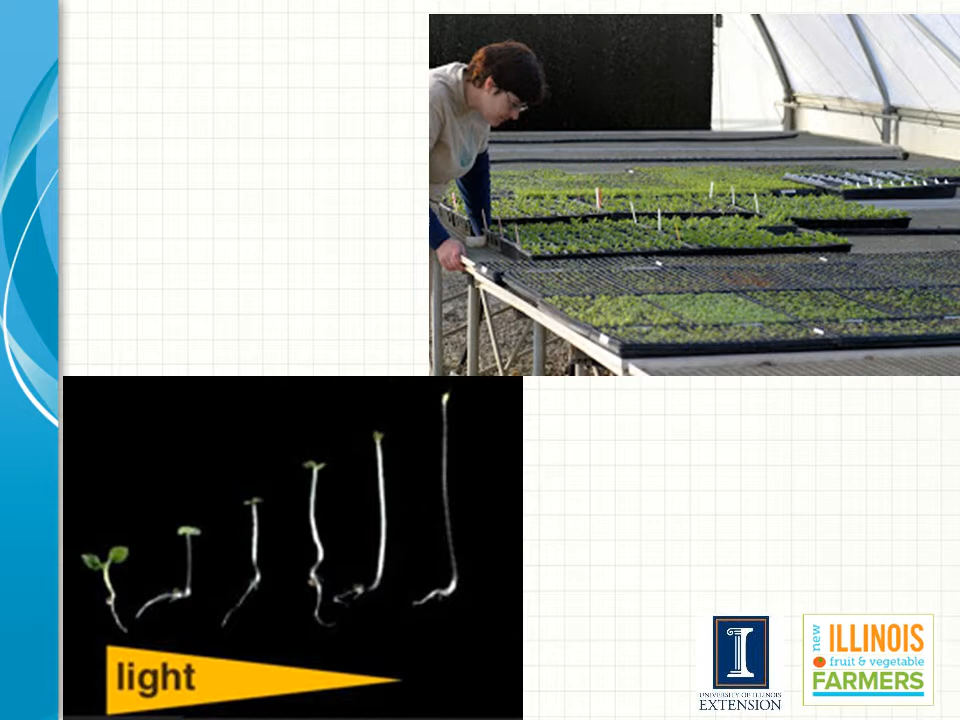 light
UNIVERSITY OF ILLINOIS
EXTENSION
new
ILLINOIS
fruit & vegetable
FARMERS